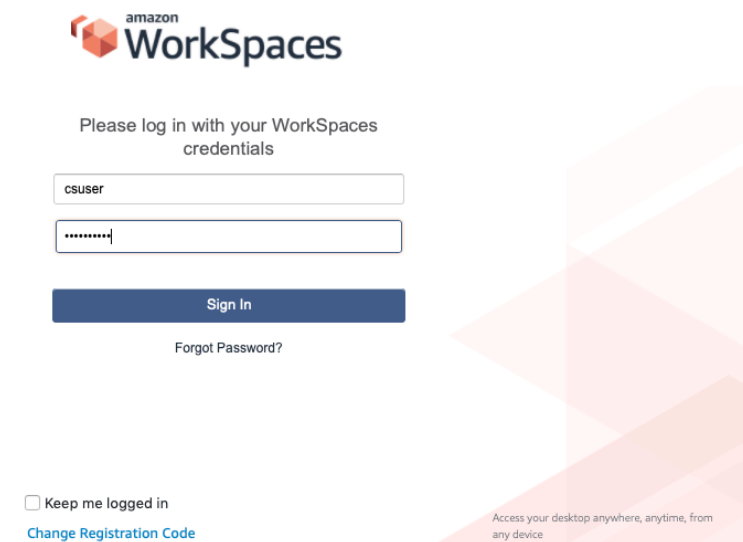 amazon
WorkSpaces
Please log in with your WorkSpaces
credentials
csuser
••••••••••
Sign In
Forgot Password?
Keep me logged in
Change Registration Code
Access your desktop anywhere, anytime, from
any device